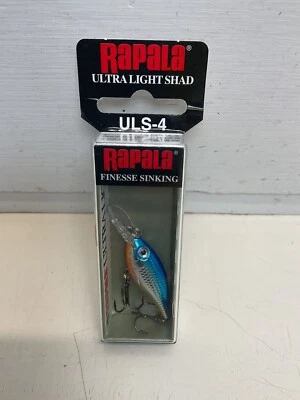 RAPALA
ULTRA LIGHT SHAD
ULS-4
RAPALA
FINESSE SINKING